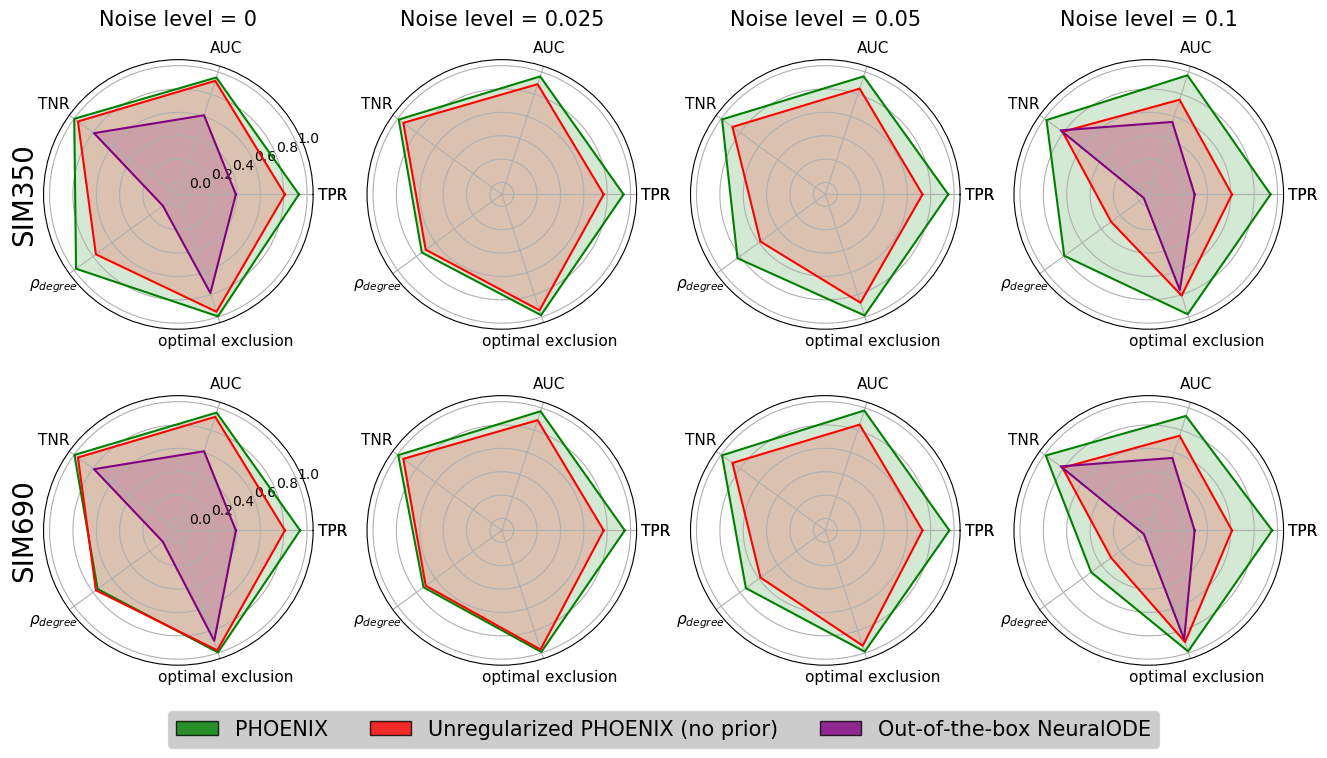 Noise level = 0 Noise level = 0.025 Noise level = 0.05 Noise level = 0.1
SIM350
AUC
TNR
1.0
0.8
0.6
0.4
0.2
0.0
TPR
ρdegree
optimal exclusion
AUC
TNR
TPR
ρdegree
optimal exclusion
AUC
TNR
TPR
ρdegree
optimal exclusion
AUC
TNR
TPR
ρdegree
optimal exclusion
SIM690
AUC
TNR
1.0
0.8
0.6
0.4
0.2
0.0
TPR
ρdegree
optimal exclusion
AUC
TNR
TPR
ρdegree
optimal exclusion
AUC
TNR
TPR
ρdegree
optimal exclusion
AUC
TNR
TPR
ρdegree
optimal exclusion
PHOENIX Unregularized PHOENIX (no prior) Out-of-the-box NeuralODE